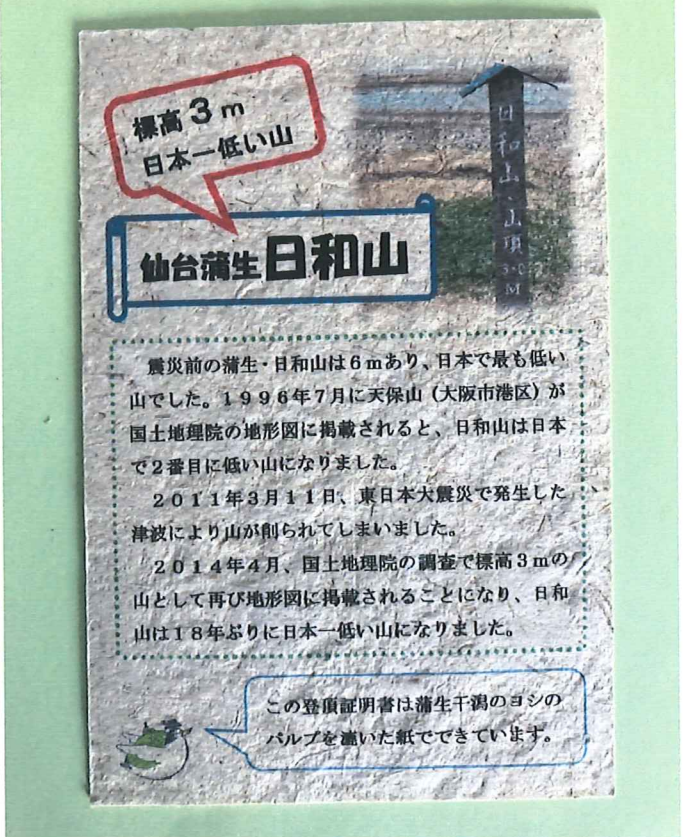 標高３ｍ
日本一低い山
日和山・山頂
3.0
M
仙台蒲生日和山
震災前の蒲生・日和山は６ｍあり、日本で最も低い
山でした。１９９６年７月に天保山（大阪市港区）が
国土地理院の地形図に掲載されると、日和山は日本
で２番目に低い山になりました。
２０１１年３月１１日、東日本大震災で発生した
津波により山が創られてしまいました。
２０１４年４月、国土地理院の調査で標高３ｍの
山として再び地形図に掲載されることになり、日和
山は１８年ぶりに日本一低い山になりました。
この登頂証明書は蒲生干潟のヨシの
パルプを漉いた紙でできています。